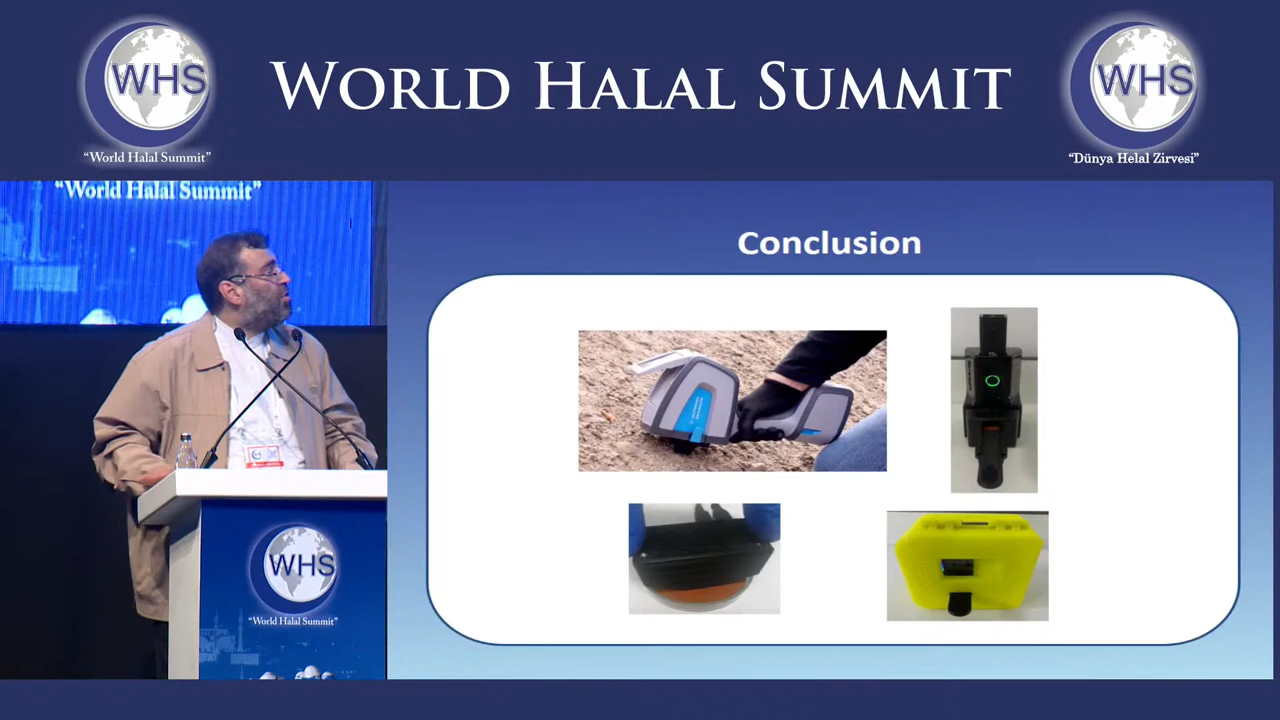 WHS
"World Halal Summit"
WORLD HALAL SUMMIT
WHS
"Dünya Helal Zirvesi"
"World Halal Summit"
Conclusion
WHS
"World Halal Summit"